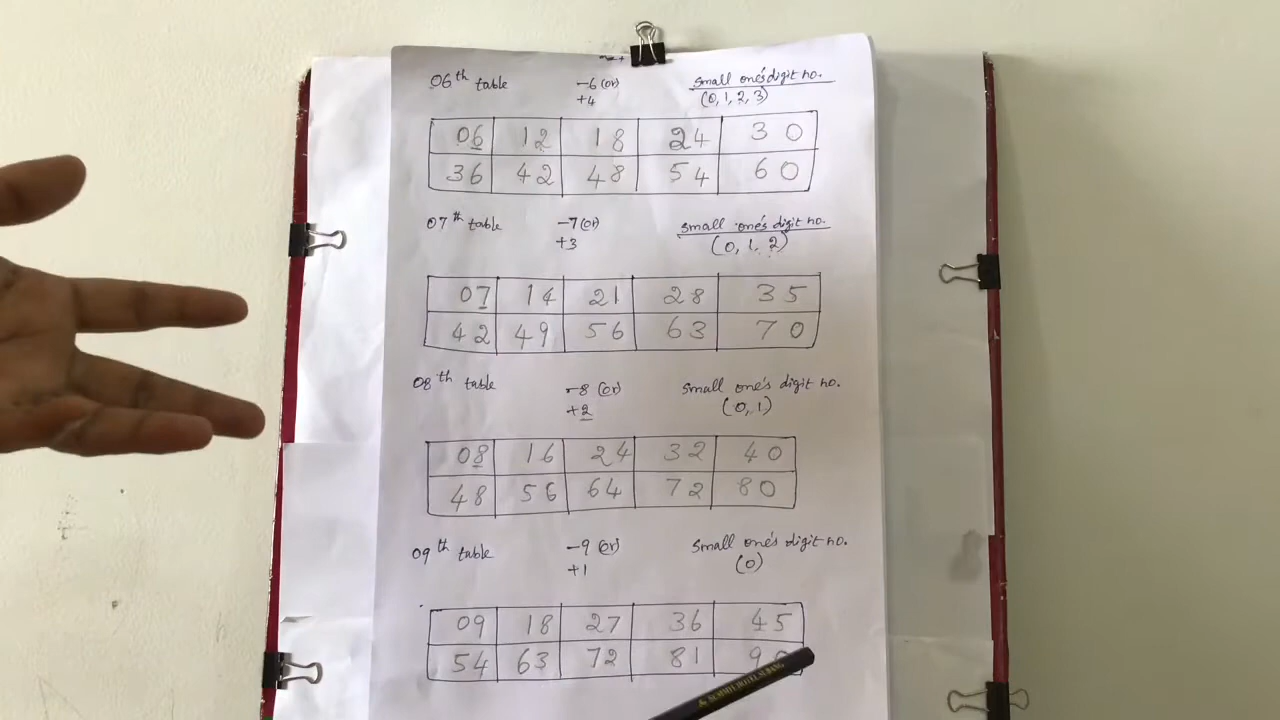 06th table -6 (or) small one's digit no.
+4 (0, 1, 2, 3)
06 12 18 24 30
36 42 48 54 60
07th table -7 (or) small one's digit no.
+3 (0, 1, 2)
07 14 21 28 35
42 49 56 63 70
08th table -8 (or) small one's digit no.
+2 (0, 1)
08 16 24 32 40
48 56 64 72 80
09th table -9 (or) small one's digit no.
+1 (0)
09 18 27 36 45
54 63 72 81 90